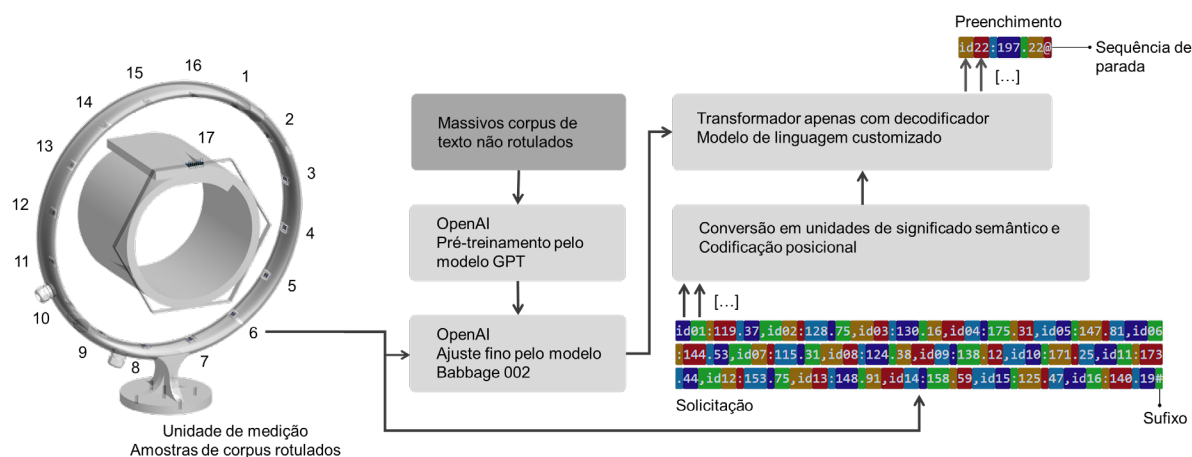 Preenchimento
id22:197.22@
Sequência de
parada
[...]
16
15
1
14
2
17
13
3
12
4
11
5
10
6
9
8
7
Unidade de medição
Amostras de corpus rotulados
Massivos corpus de
texto não rotulados
OpenAI
Pré-treinamento pelo
modelo GPT
OpenAI
Ajuste fino pelo modelo
Babbage 002
Transformador apenas com decodificador
Modelo de linguagem customizado
Conversão em unidades de significado semântico e
Codificação posicional
[...]
id01:119.37,id02:128.75,id03:130.16,id04:175.31,id05:147.81,id06
:144.53,id07:115.31,id08:124.38,id09:138.12,id10:171.25,id11:173
.44,id12:153.75,id13:148.91,id14:158.59,id15:125.47,id16:140.19#
Solicitação
Sufixo